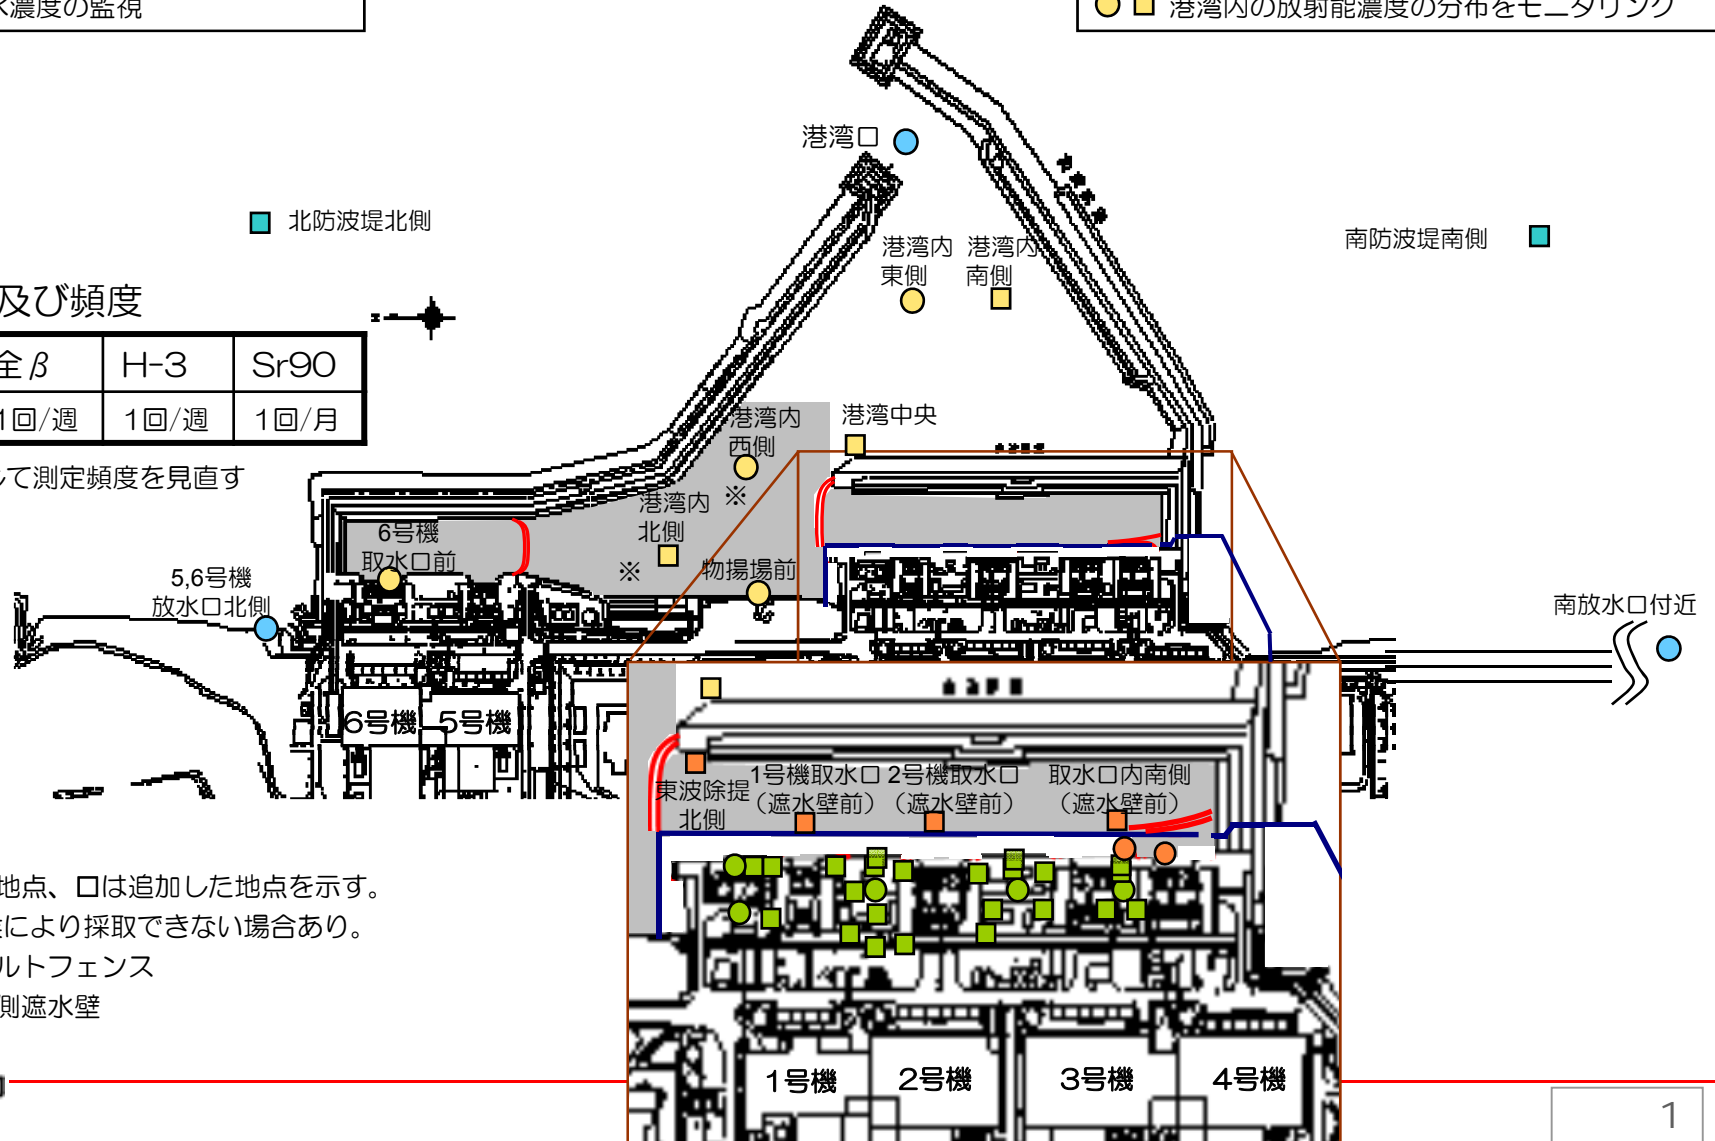 水濃度の監視
港湾内の放射能濃度の分布をモニタリング
港湾口
北防波堤北側
南防波堤南側
港湾内
東側
港湾内
南側
及び頻度
全β H-3 Sr90
1回/週 1回/週 1回/月
して測定頻度を見直す
港湾内
西側
※
港湾中央
港湾内
北側
※
6号機
取水口前
物揚場前
5,6号機
放水口北側
南放水口付近
6号機 5号機
東波除堤
北側
1号機取水口
(遮水壁前)
2号機取水口
(遮水壁前)
取水口内南側
(遮水壁前)
地点、□は追加した地点を示す。
により採取できない場合あり。
ルトフェンス
側遮水壁
1号機 2号機 3号機 4号機
1